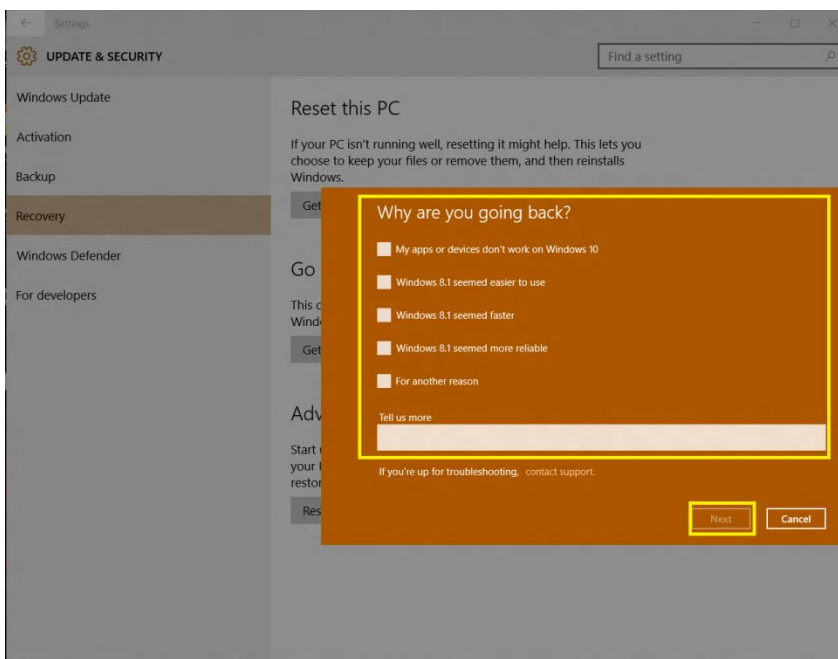 Settings
UPDATE & SECURITY
Find a setting
Windows Update
Activation
Backup
Recovery
Windows Defender
For developers
Reset this PC
If your PC isn't running well, resetting it might help. This lets you
choose to keep your files or remove them, and then reinstalls
Windows.
Get
Go
This c
Windo
Get
Adv
Start
your
restor
Res
Why are you going back?
My apps or devices don't work on Windows 10
Windows 8.1 seemed easier to use
Windows 8.1 seemed faster
Windows 8.1 seemed more reliable
For another reason
Tell us more
If you're up for troubleshooting, contact support.
Next
Cancel